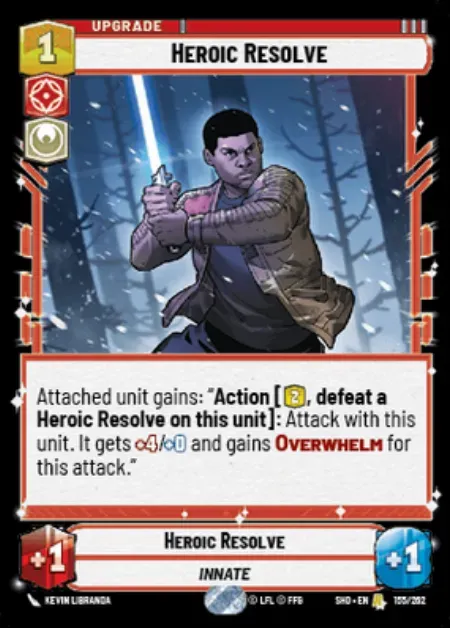 UPGRADE
1
HEROIC RESOLVE
Attached unit gains: "Action [2, defeat a
Heroic Resolve on this unit]: Attack with this
unit. It gets +4/+0 and gains OVERWHELM for
this attack."
+1
HEROIC RESOLVE
+1
INNATE
KEVIN LIBRANDA
© LFL © FFG
SHD • EN
155/262